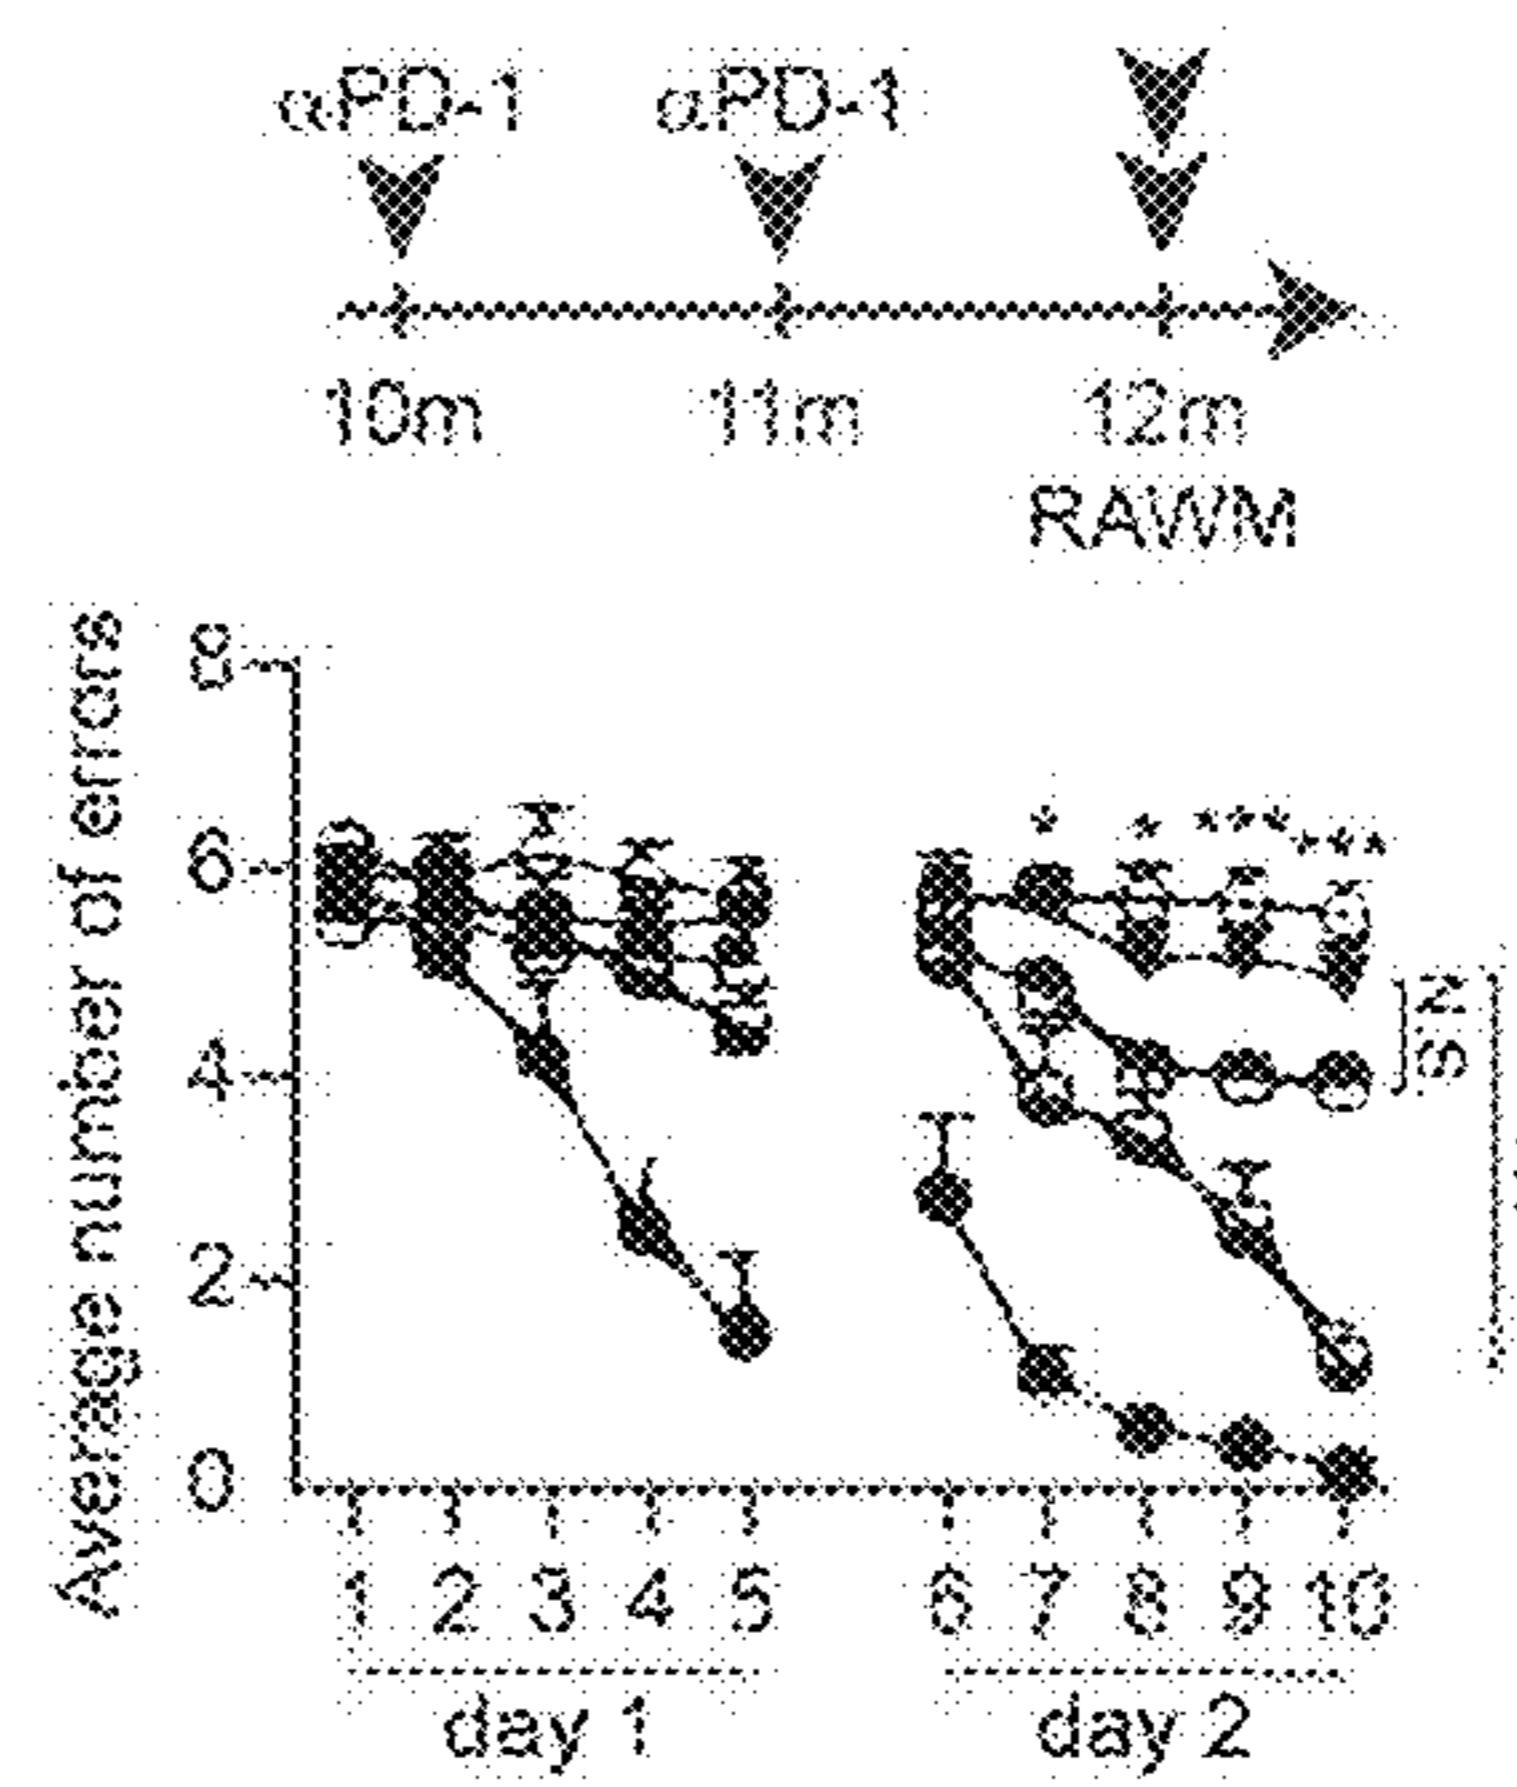 αPD-1 αPD-1
10m 11m 12m
RAWM
Average number of errors
8
6
4
2
0
* * *** ***
N.S.
1 2 3 4 5 6 7 8 9 10
day 1 day 2